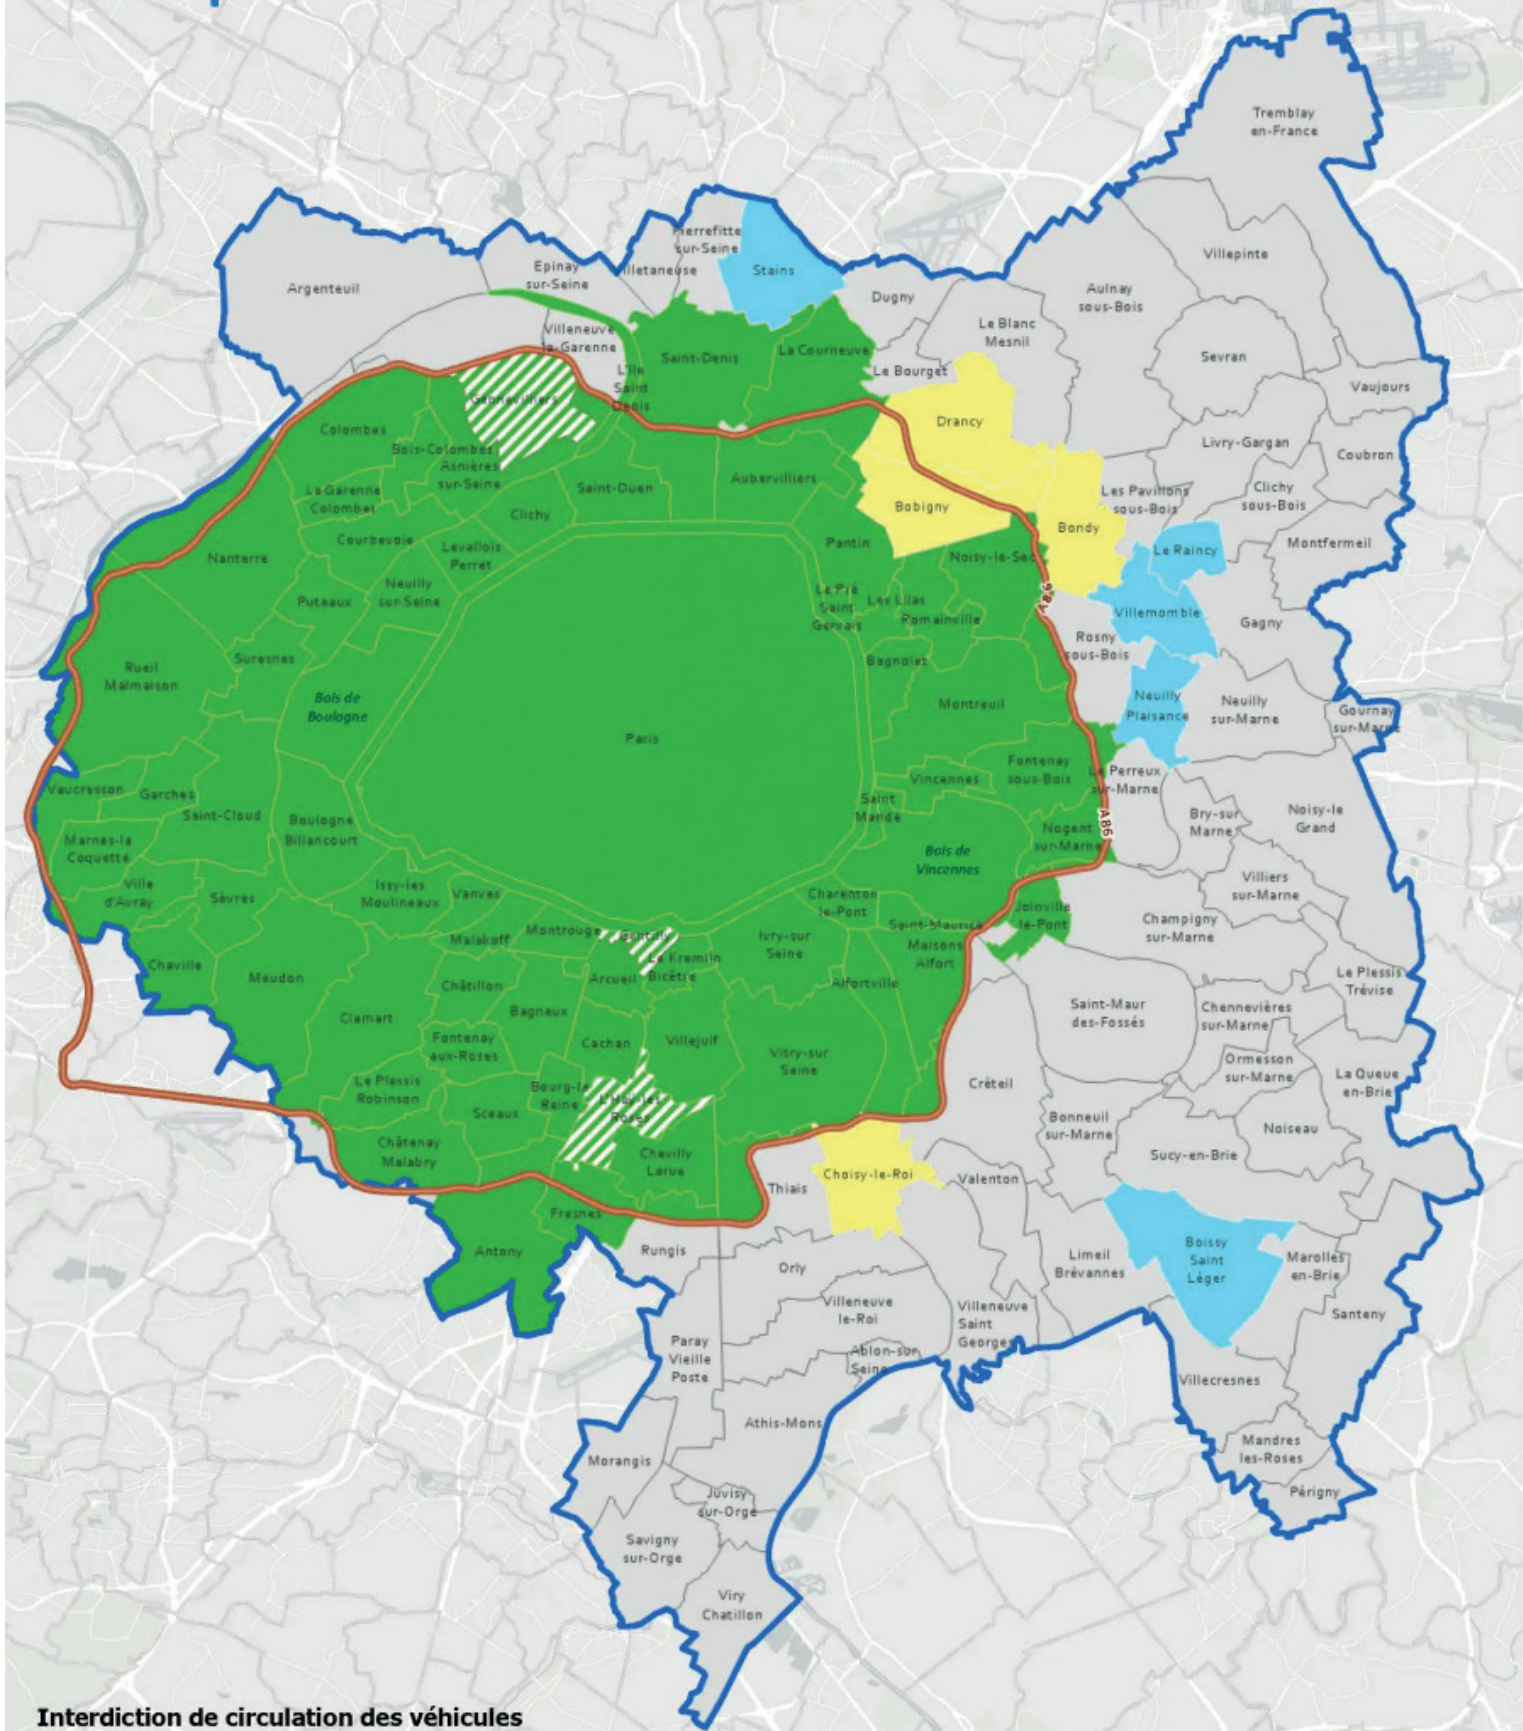 Tremblay
en-France
Villepinte
Pierrefitte
sur-Seine
Stains
Epinay
sur-Seine
illetaneuse
Argenteuil
Dugny
Aulnay
sous-Bois
Villeneuve
la-Garenne
Le Blanc
Mesnil
Saint-Denis
La Courneuve
Sevran
L'Ile
Saint
Denis
Le Bourget
Vaujours
Gennevilliers
Drancy
Colombes
Bois-Colombes
Asnières
sur-Seine
Livry-Gargan
Coubron
La Garenne
Colombes
Saint-Ouen
Aubervilliers
Les Pavillons
sous-Bois
Clichy
sous-Bois
Clichy
Bobigny
Bondy
Courbevoie
Levallois
Perret
Pantin
Noisy-le-Sec
Le Raincy
Montfermeil
Nanterre
Neuilly
sur-Seine
Puteaux
Le Pré
Saint
Gervais
Les Lilas
Romainville
A86
Villemomble
Gagny
Rosny
sous-Bois
Suresnes
Rueil
Malmaison
Bagnolet
Bois de
Boulogne
Montreuil
Neuilly
Plaisance
Neuilly
sur-Marne
Gournay
sur-Marne
Paris
Vaucresson
Garches
Saint-Cloud
Boulogne
Billancourt
Vincennes
Fontenay
sous-Bois
Le Perreux
sur-Marne
Saint
Mandé
A86
Nogent
sur-Marne
Bry-sur
Marne
Noisy-le
Grand
Marnes-la
Coquette
Bois de
Vincennes
Ville
d'Avray
Sèvres
Issy-les
Moulineaux
Vanves
Charenton
le-Pont
Villiers
sur-Marne
Joinville
le-Pont
Champigny
sur-Marne
Malakoff
Montrouge
Gentilly
Ivry-sur
Seine
Saint-Maurice
Maisons
Alfort
Chaville
Meudon
Le Kremlin
Bicêtre
Arcueil
Châtillon
Alfortville
Le Plessis
Trévise
Clamart
Bagneux
Saint-Maur
des-Fossés
Chennevières
sur-Marne
Fontenay
aux-Roses
Cachan
Villejuif
Vitry-sur
Seine
Ormesson
sur-Marne
Le Plessis
Robinson
Bourg-la
Reine
L'Haÿ-les
Roses
Créteil
La Queue
en-Brie
Sceaux
Bonneuil
sur-Marne
Noiseau
Châtenay
Malabry
Chevilly
Larue
Sucy-en-Brie
Thiais
Choisy-le-Roi
Valenton
Fresnes
Antony
Rungis
Orly
Limeil
Brévannes
Boissy
Saint
Léger
Marolles
en-Brie
Villeneuve
le-Roi
Villeneuve
Saint
Georges
Santeny
Paray
Vieille
Poste
Ablon-sur
Seine
Villecresnes
Athis-Mons
Mandres
les-Roses
Morangis
Périgny
Juvisy
sur-Orge
Savigny
sur-Orge
Viry
Chatillon
Interdiction de circulation des véhicules